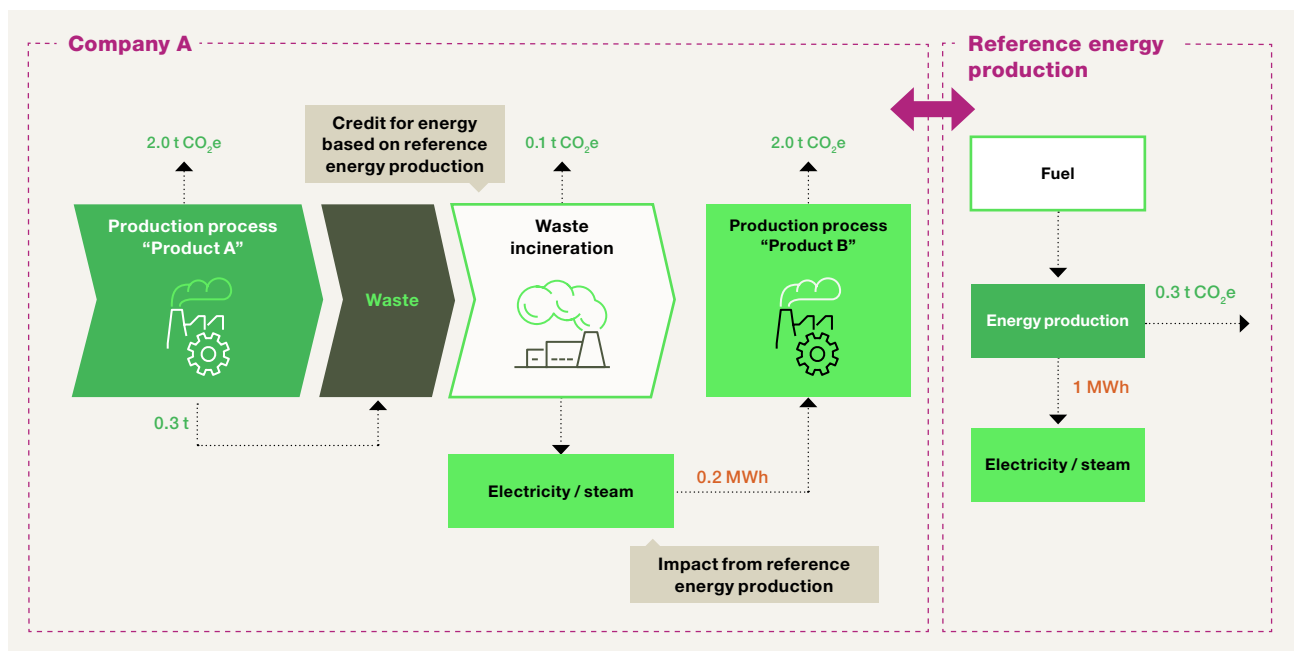 Company A
Reference energy
production
Credit for energy
based on reference
energy production
2.0 t CO₂e
0.1 t CO₂e
2.0 t CO₂e
Fuel
Production process
“Product A”
Waste
Waste
incineration
Production process
“Product B”
0.3 t CO₂e
Energy production
1 MWh
0.3 t
Electricity / steam
0.2 MWh
Electricity / steam
Impact from reference
energy production